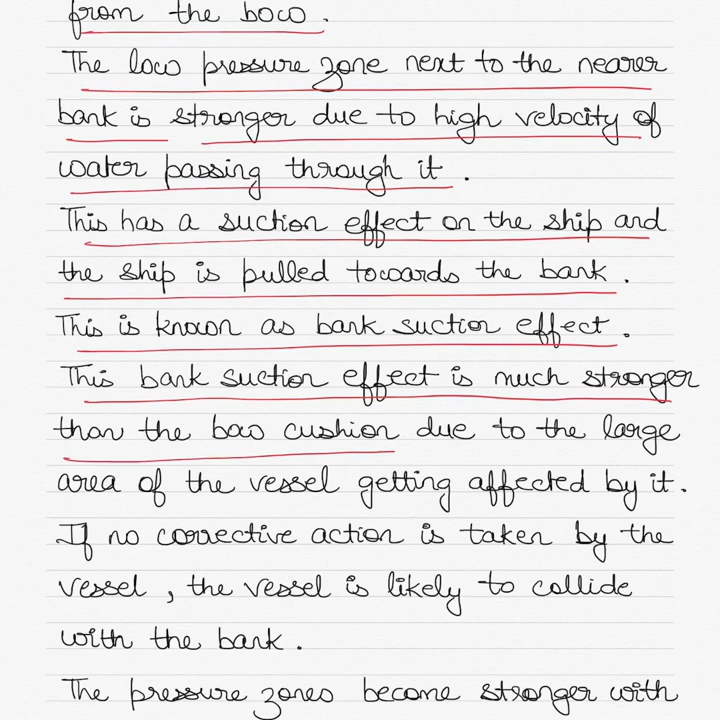 from the bow.
The low pressure zone next to the nearer
bank is stronger due to high velocity of
water passing through it.
This has a suction effect on the ship and
the ship is pulled towards the bank.
This is known as bank suction effect.
This bank suction effect is much stronger
than the bow cushion due to the large
area of the vessel getting affected by it.
If no corrective action is taken by the
vessel, the vessel is likely to collide
with the bank.
The pressure zones become stronger with